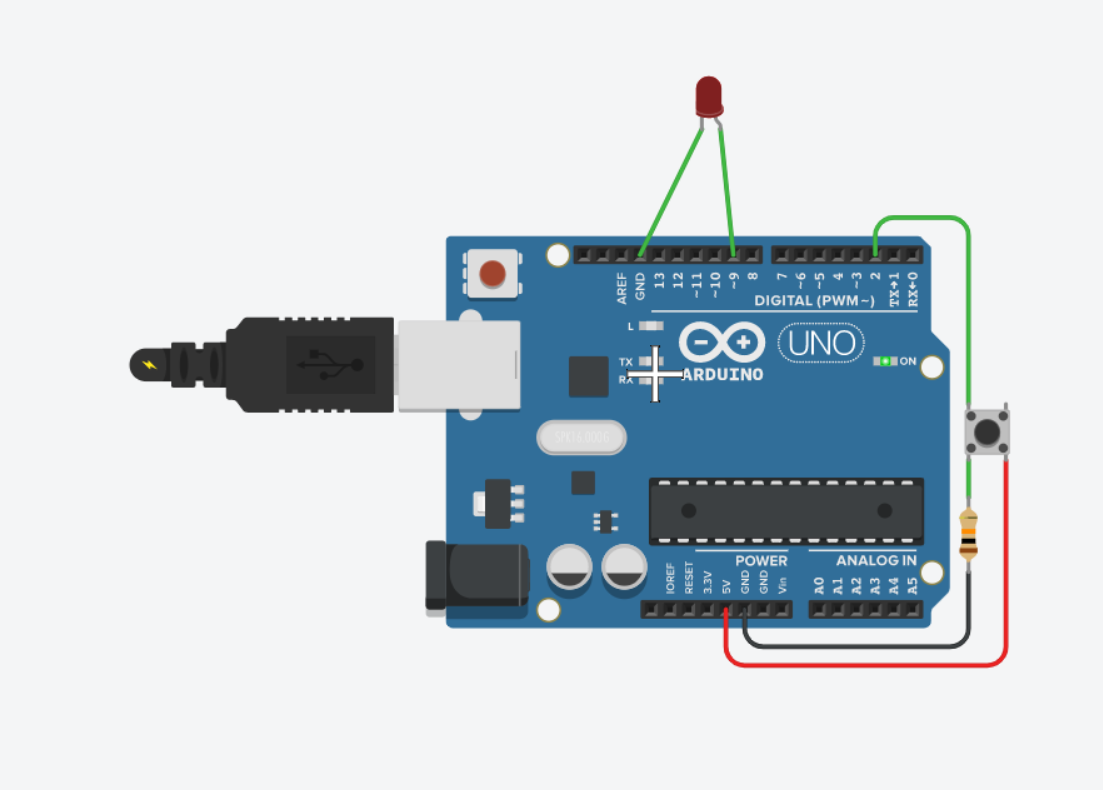 AREF
GND
13
12
~11
~10
~9
8
7
~6
~5
4
~3
2
TX→1
RX←0
DIGITAL (PWM~)
L
TX
RX
UNO
ARDUINO
ON
POWER
ANALOG IN
IOREF
RESET
3.3V
5V
GND
GND
Vin
A0
A1
A2
A3
A4
A5